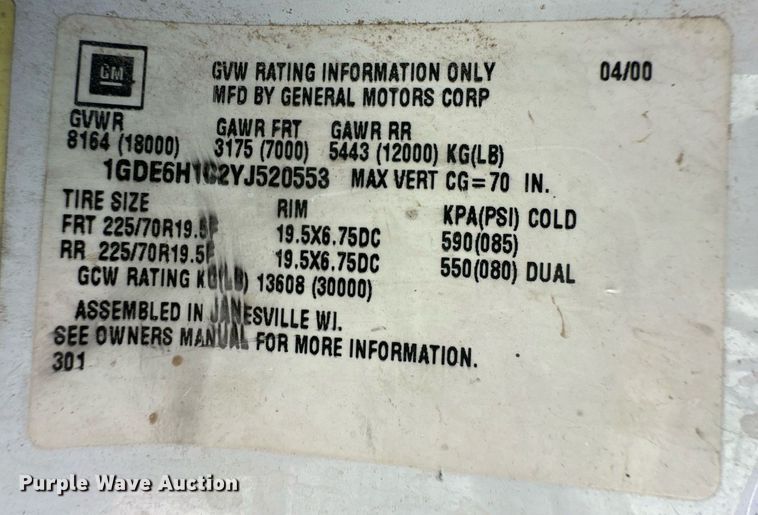 GM
GVW RATING INFORMATION ONLY 04/00
MFD BY GENERAL MOTORS CORP
GVWR GAWR FRT GAWR RR
8164 (18000) 3175 (7000) 5443 (12000) KG(LB)
1GDE6H1C2YJ520553 MAX VERT CG=70 IN.
TIRE SIZE RIM KPA(PSI) COLD
FRT 225/70R19.5F 19.5X6.75DC 590(085)
RR 225/70R19.5F 19.5X6.75DC 550(080) DUAL
GCW RATING KG(LB) 13608 (30000)
ASSEMBLED IN JANESVILLE WI.
SEE OWNERS MANUAL FOR MORE INFORMATION.
301
Purple Wave Auction